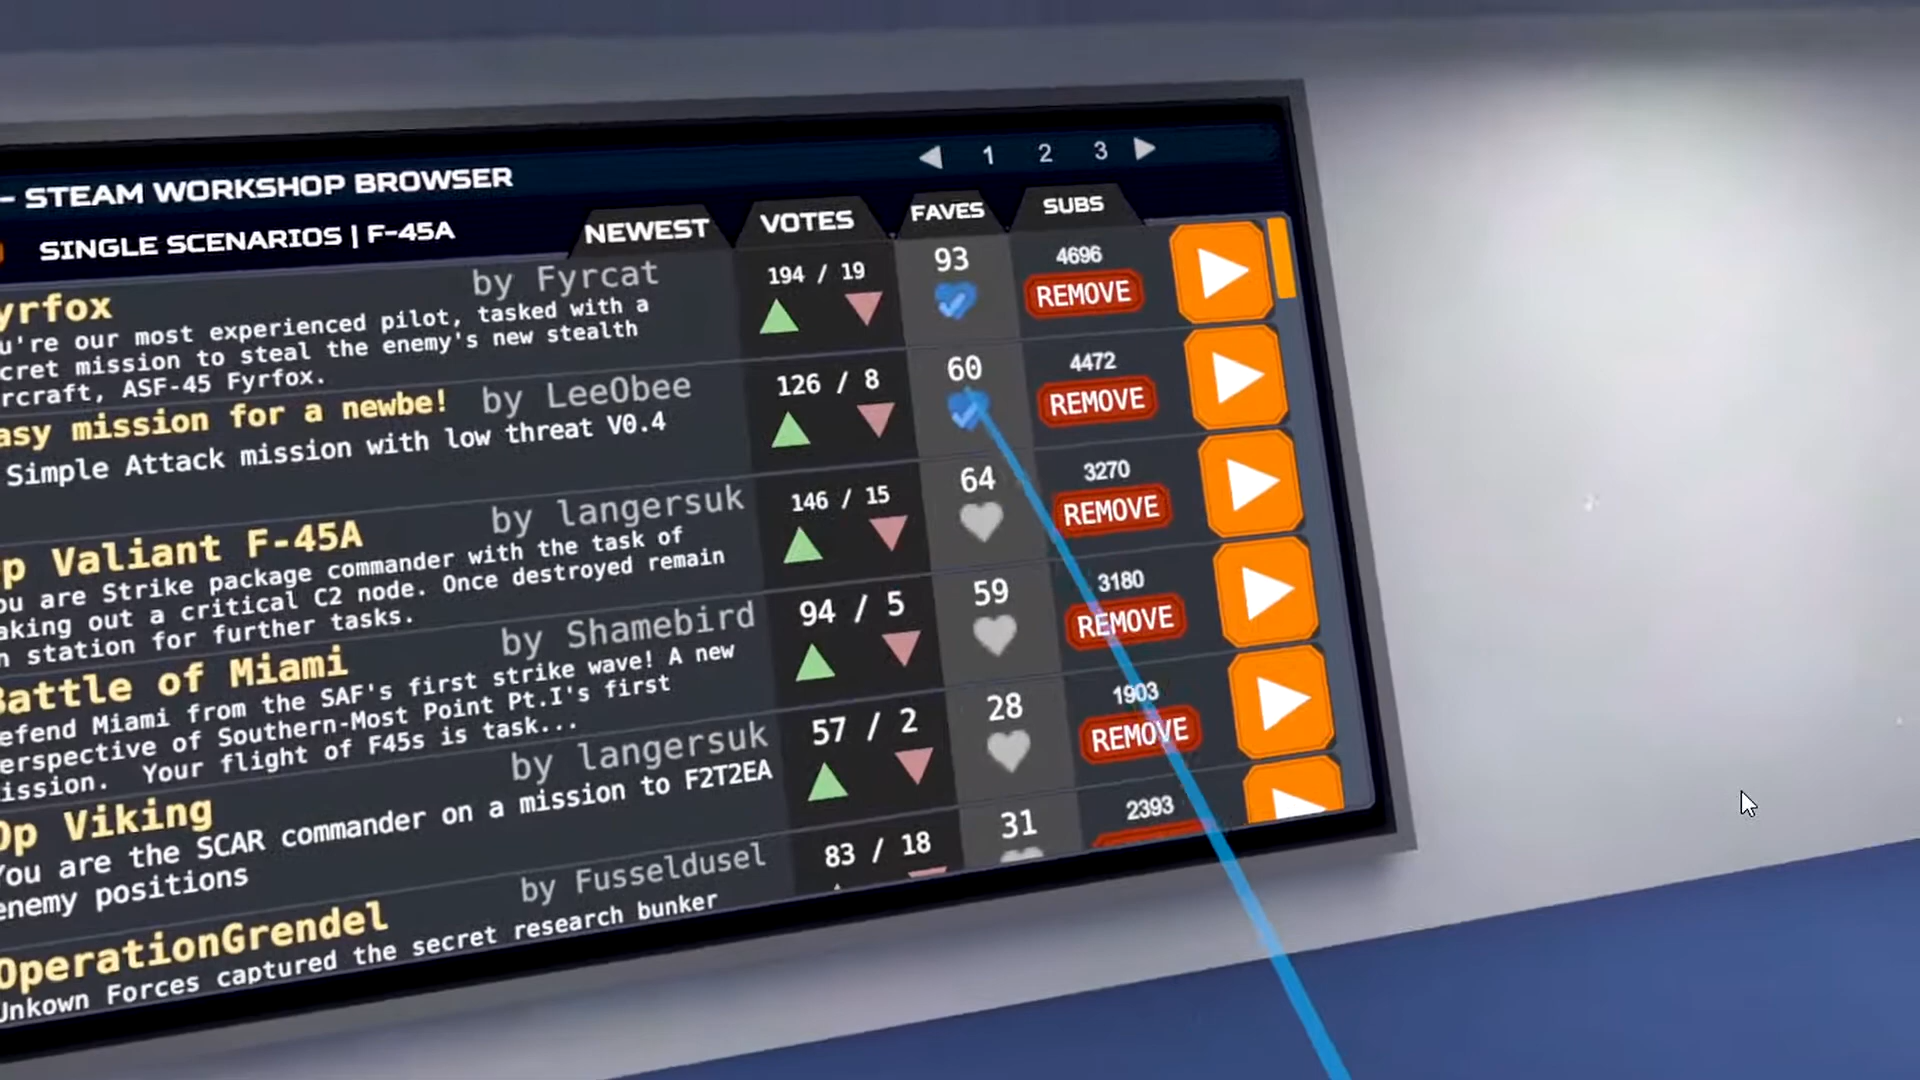 – STEAM WORKSHOP BROWSER
1 2 3
SINGLE SCENARIOS | F-45A
NEWEST VOTES FAVES SUBS
yrfox by Fyrcat
u're our most experienced pilot, tasked with a
cret mission to steal the enemy's new stealth
rcraft, ASF-45 Fyrfox.
194 / 19
93
4696
REMOVE
asy mission for a newbe! by LeeObee
Simple Attack mission with low threat V0.4
126 / 8
60
4472
REMOVE
p Valiant F-45A by langersuk
ou are Strike package commander with the task of
aking out a critical C2 node. Once destroyed remain
n station for further tasks.
146 / 15
64
3270
REMOVE
Battle of Miami by Shamebird
efend Miami from the SAF's first strike wave! A new
erspective of Southern-Most Point Pt.I's first
ission. Your flight of F45s is task...
94 / 5
59
3180
REMOVE
Op Viking by langersuk
You are the SCAR commander on a mission to F2T2EA
enemy positions
57 / 2
28
1903
REMOVE
OperationGrendel by Fusseldusel
Unkown Forces captured the secret research bunker
83 / 18
31
2393